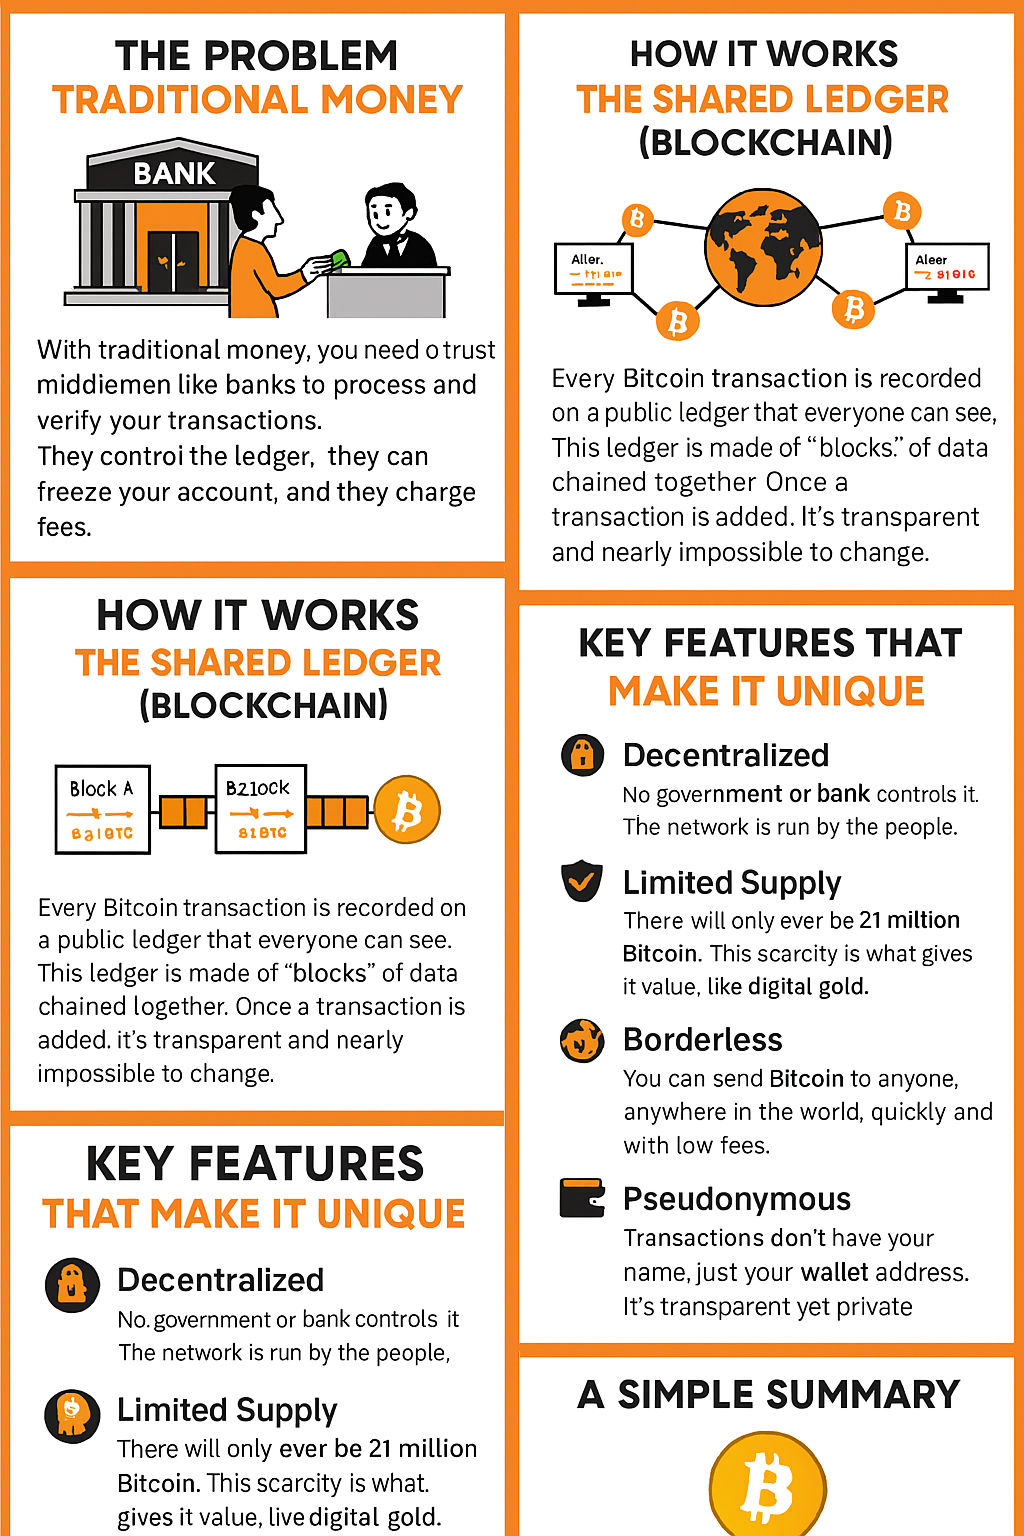 THE PROBLEM
TRADITIONAL MONEY
BANK
With traditional money, you need o trust
middiemen like banks to process and
verify your transactions.
They controi the ledger, they can
freeze your account, and they charge
fees.
HOW IT WORKS
THE SHARED LEDGER
(BLOCKCHAIN)
Block A
B21ock
B2IBTC
S1BTC
Every Bitcoin transaction is recorded on
a public ledger that everyone can see.
This ledger is made of “blocks” of data
chained logether. Once a transaction is
added. it’s transparent and nearly
impossible to change.
KEY FEATURES
THAT MAKE IT UNIQUE
Decentralized
No. government or bank controls it
The network is run by the people,
Limited Supply
There will only ever be 21 million
Bitcoin. This scarcity is what.
gives it value, live digital gold.
HOW IT WORKS
THE SHARED LEDGER
(BLOCKCHAIN)
Aller.
Aleer
Every Bitcoin transaction is recorded
on a public ledger that everyone can see,
This ledger is made of “blocks.” of data
chained together Once a
transaction is added. It’s transparent
and nearly impossible to change.
KEY FEATURES THAT
MAKE IT UNIQUE
Decentralized
No government or bank controls it.
The network is run by the people.
Limited Supply
There will only ever be 21 miltion
Bitcoin. This scarcity is what gives
it value, like digital gold.
Borderless
You can send Bitcoin to anyone,
anywhere in the world, quickly and
with low fees.
Pseudonymous
Transactions don’t have your
name, just your wallet address.
It’s transparent yet private
A SIMPLE SUMMARY